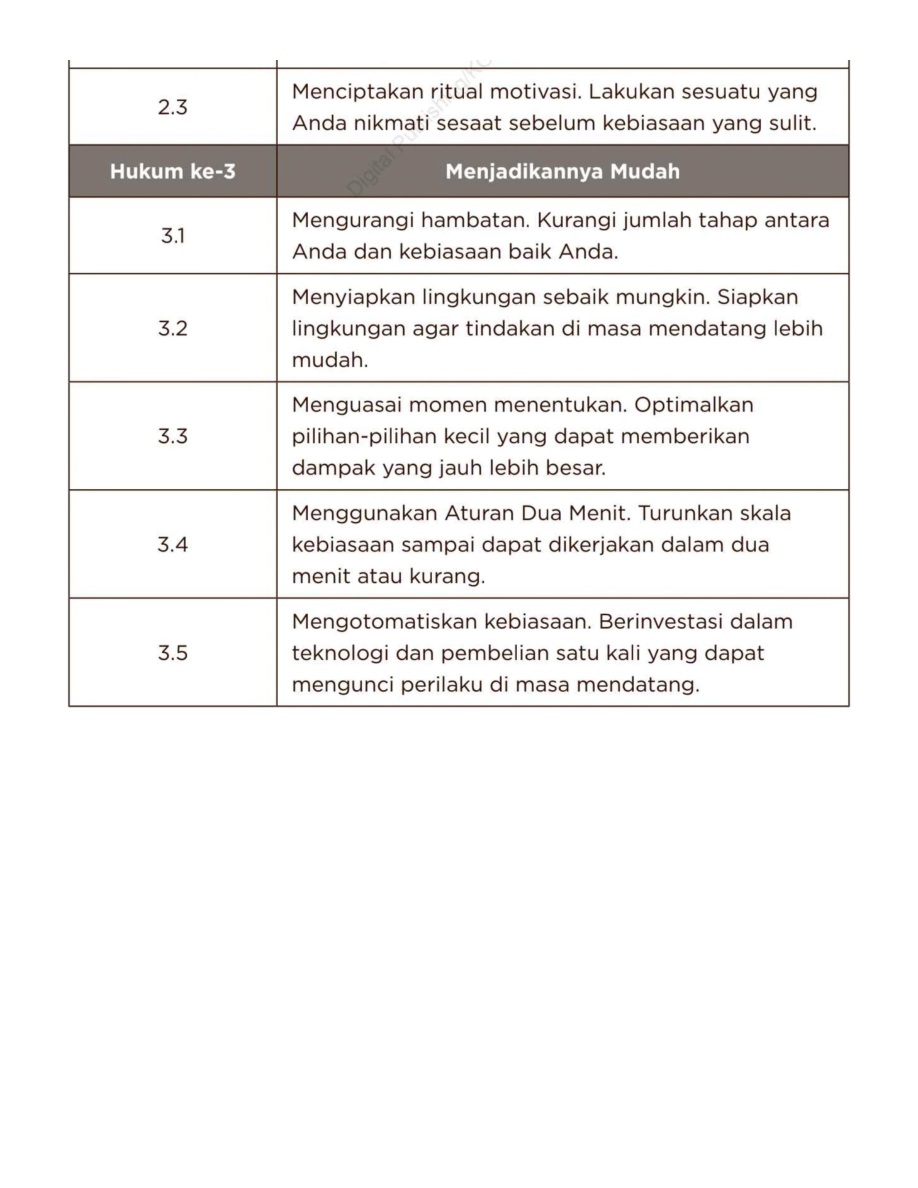 2.3
Menciptakan ritual motivasi. Lakukan sesuatu yang
Anda nikmati sesaat sebelum kebiasaan yang sulit.
Hukum ke-3
Menjadikannya Mudah
3.1
Mengurangi hambatan. Kurangi jumlah tahap antara
Anda dan kebiasaan baik Anda.
3.2
Menyiapkan lingkungan sebaik mungkin. Siapkan
lingkungan agar tindakan di masa mendatang lebih
mudah.
3.3
Menguasai momen menentukan. Optimalkan
pilihan-pilihan kecil yang dapat memberikan
dampak yang jauh lebih besar.
3.4
Menggunakan Aturan Dua Menit. Turunkan skala
kebiasaan sampai dapat dikerjakan dalam dua
menit atau kurang.
3.5
Mengotomatiskan kebiasaan. Berinvestasi dalam
teknologi dan pembelian satu kali yang dapat
mengunci perilaku di masa mendatang.
Digital Publishing/KG